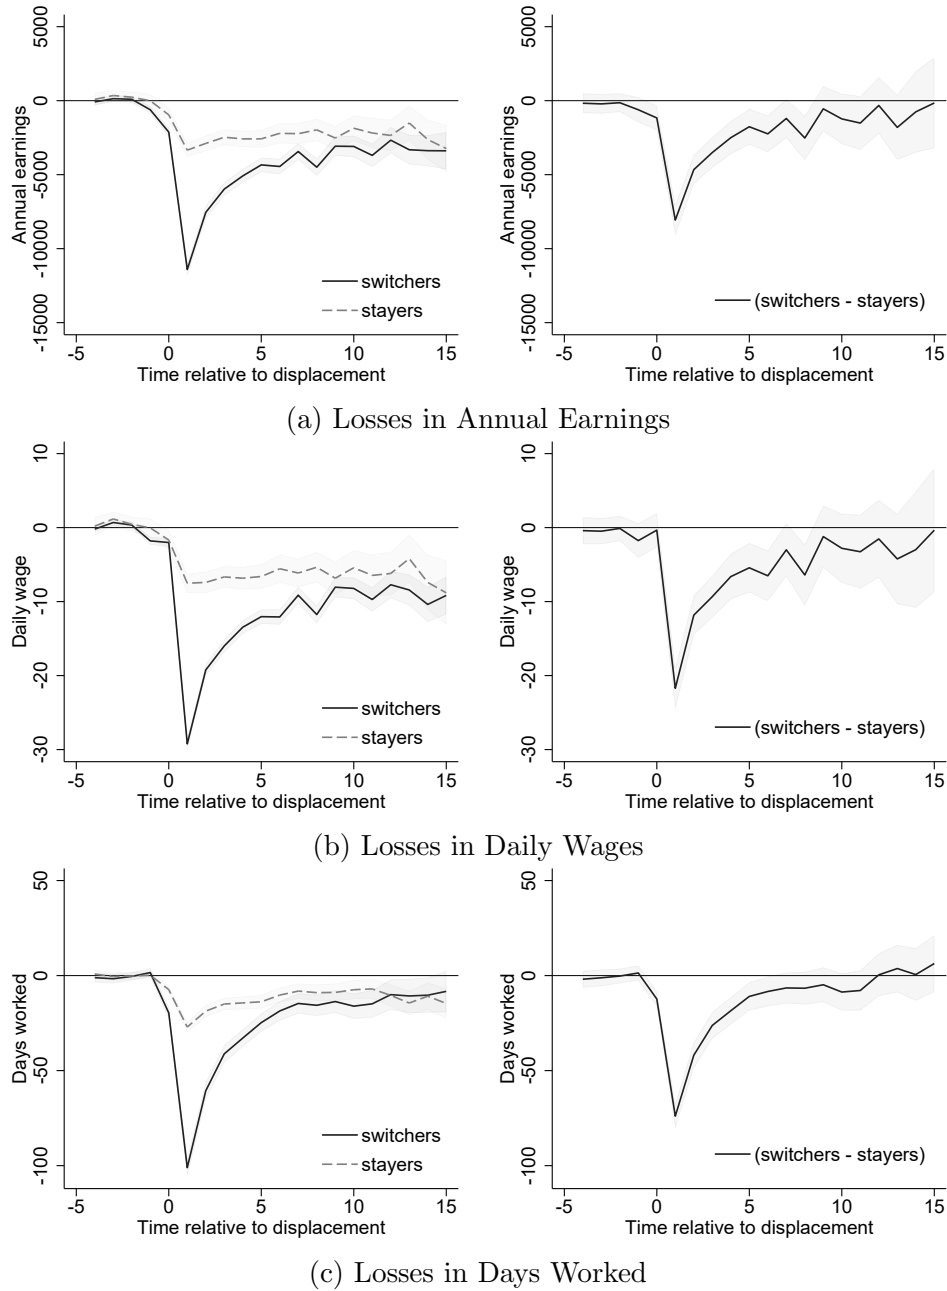 5000
0
-5000
-10000
-15000
Annual earnings
switchers
stayers
-5 0 5 10 15
Time relative to displacement
5000
0
-5000
-10000
-15000
Annual earnings
(switchers - stayers)
-5 0 5 10 15
Time relative to displacement
(a) Losses in Annual Earnings
10
0
-10
-20
-30
Daily wage
switchers
stayers
-5 0 5 10 15
Time relative to displacement
10
0
-10
-20
-30
Daily wage
(switchers - stayers)
-5 0 5 10 15
Time relative to displacement
(b) Losses in Daily Wages
50
0
-50
-100
Days worked
switchers
stayers
-5 0 5 10 15
Time relative to displacement
50
0
-50
-100
Days worked
(switchers - stayers)
-5 0 5 10 15
Time relative to displacement
(c) Losses in Days Worked